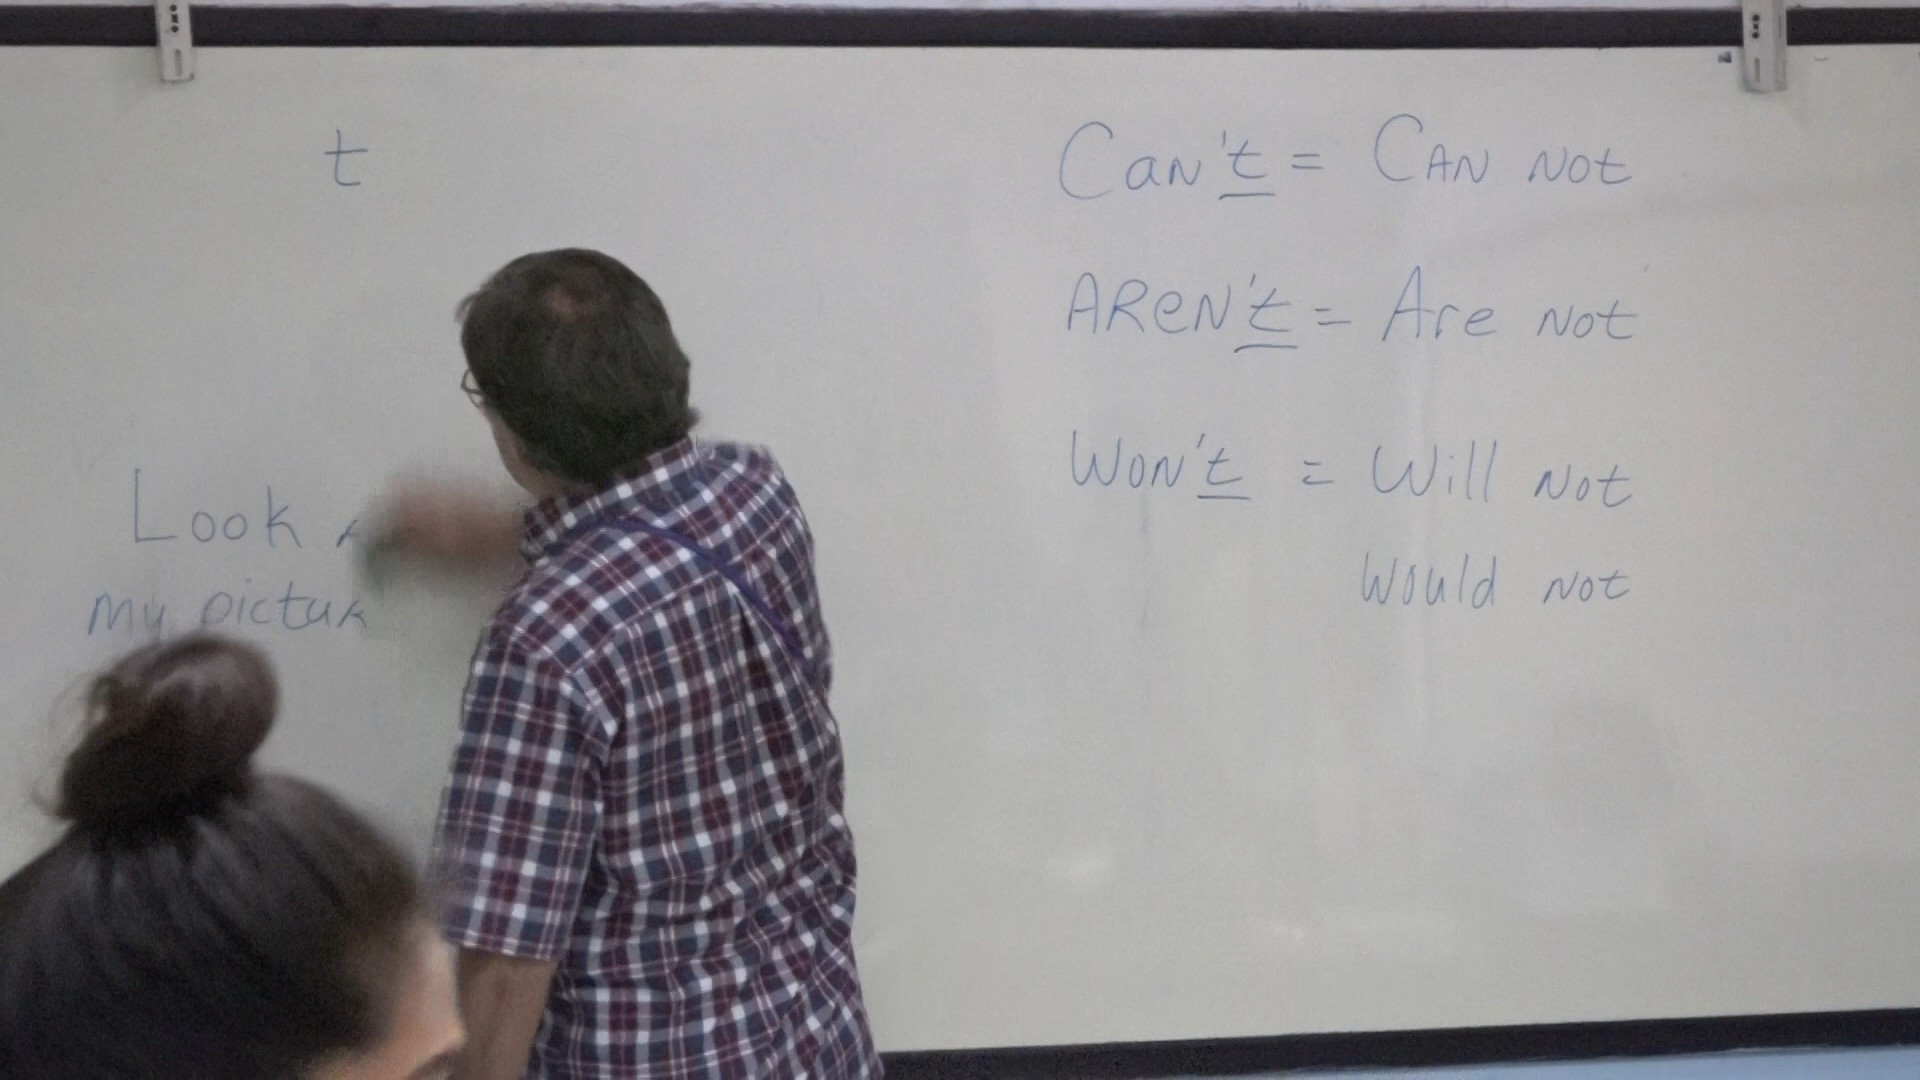 t
Look
my pictur
Can't = CAN NOt
AReN't = Are Not
WoN't = Will Not
Would Not